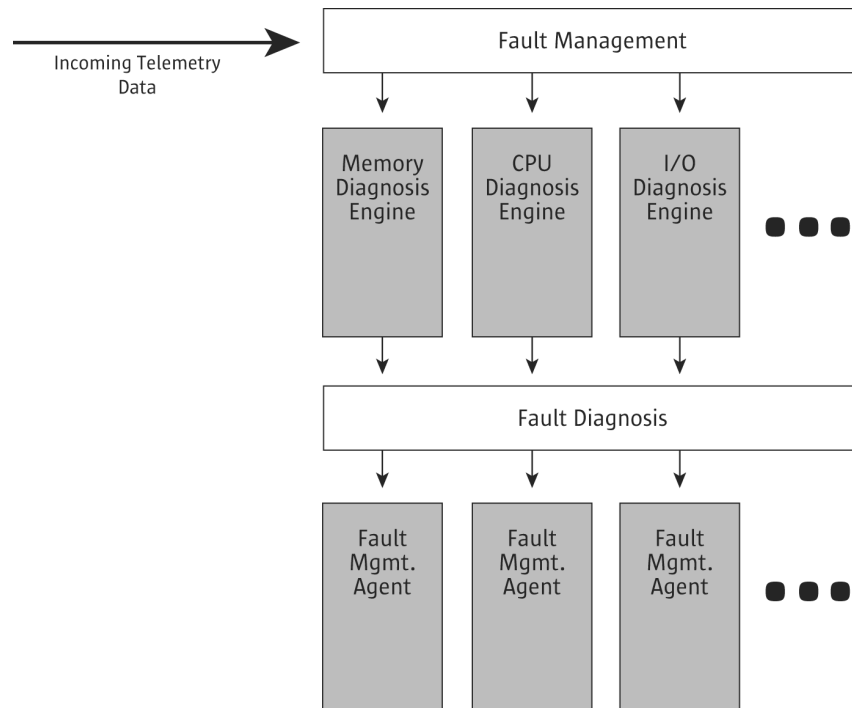 Fault Management
Incoming Telemetry
Data
Memory
Diagnosis
Engine
CPU
Diagnosis
Engine
I/O
Diagnosis
Engine
Fault Diagnosis
Fault
Mgmt.
Agent
Fault
Mgmt.
Agent
Fault
Mgmt.
Agent